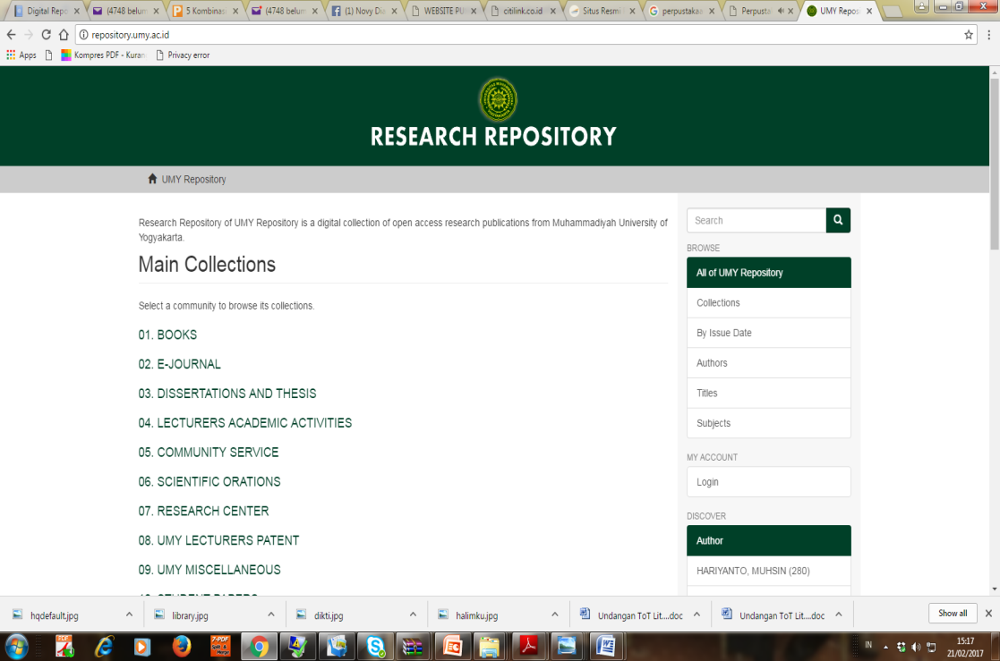 Digital Repo
(4748 belum
5 Kombinasi
(4748 belum
(1) Novy Dia
WEBSITE PU
citilink.co.id
Situs Resmi
perpustakaa
Perpusta
UMY Repos
repository.umy.ac.id
Apps
Kompres PDF - Kuran
Privacy error
RESEARCH REPOSITORY
UMY Repository
Research Repository of UMY Repository is a digital collection of open access research publications from Muhammadiyah University of
Yogyakarta.
Main Collections
Select a community to browse its collections.
01. BOOKS
02. E-JOURNAL
03. DISSERTATIONS AND THESIS
04. LECTURERS ACADEMIC ACTIVITIES
05. COMMUNITY SERVICE
06. SCIENTIFIC ORATIONS
07. RESEARCH CENTER
08. UMY LECTURERS PATENT
09. UMY MISCELLANEOUS
10. STUDENT PAPERS
Search
BROWSE
All of UMY Repository
Collections
By Issue Date
Authors
Titles
Subjects
MY ACCOUNT
Login
DISCOVER
Author
HARIYANTO, MUHSIN (280)
hqdefault.jpg
library.jpg
dikti.jpg
halimku.jpg
Undangan ToT Lit....doc
Undangan ToT Lit....doc
Show all
IN
15:17
21/02/2017